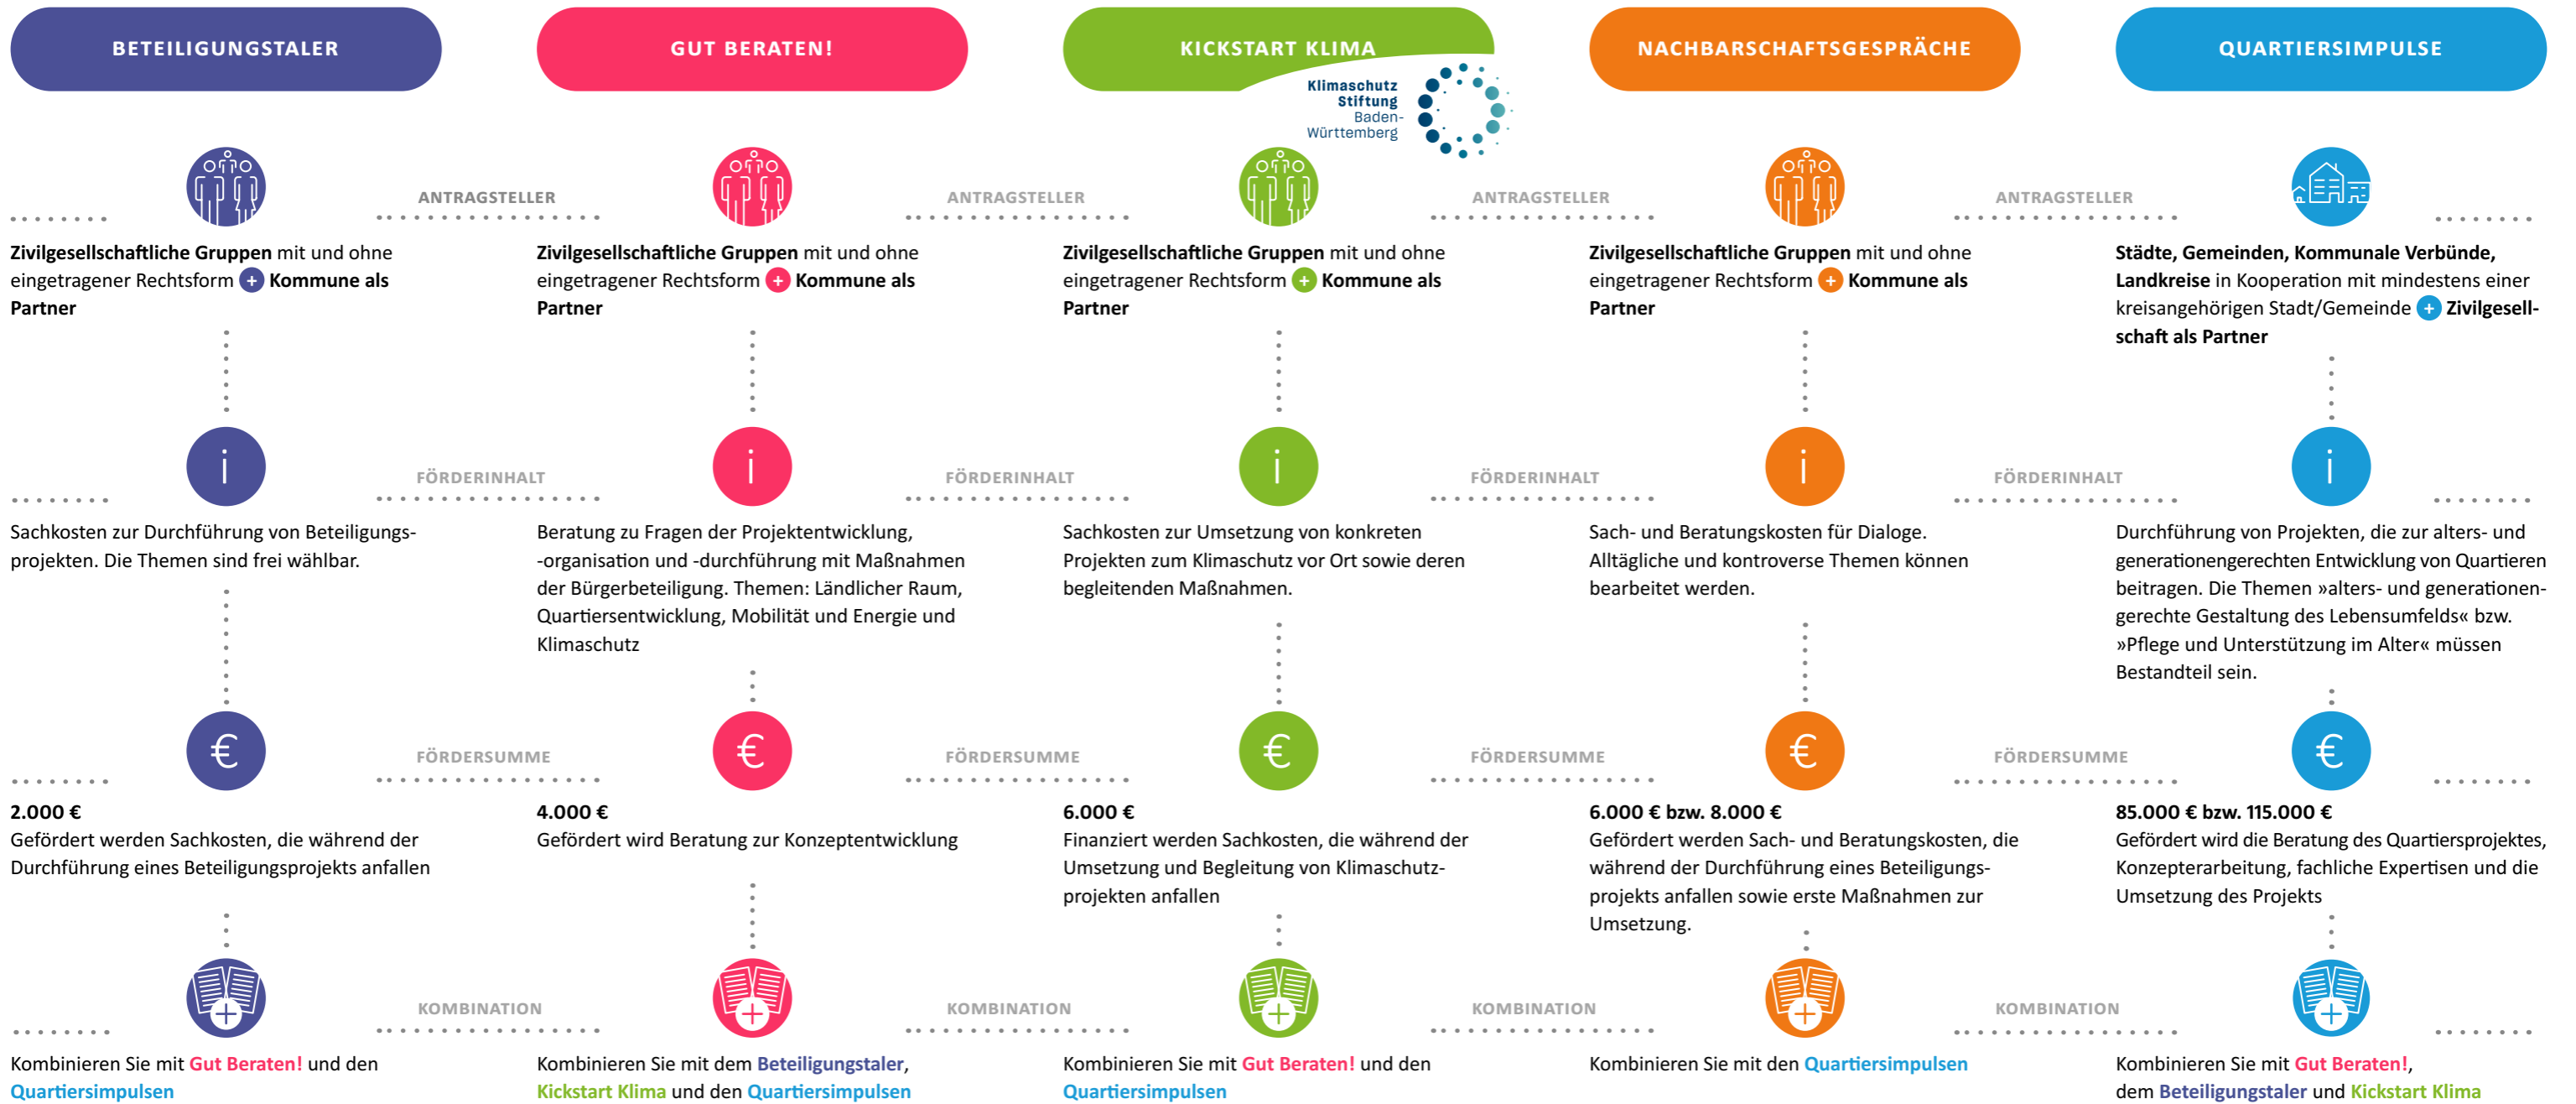 BETEILIGUNGSTALER
GUT BERATEN!
KICKSTART KLIMA
NACHBARSCHAFTSGESPRÄCHE
QUARTIERSIMPULSE
Klimaschutz
Stiftung
Baden-
Württemberg
ANTRAGSTELLER
ANTRAGSTELLER
ANTRAGSTELLER
ANTRAGSTELLER
Zivilgesellschaftliche Gruppen mit und ohne
eingetragener Rechtsform + Kommune als
Partner
Zivilgesellschaftliche Gruppen mit und ohne
eingetragener Rechtsform + Kommune als
Partner
Zivilgesellschaftliche Gruppen mit und ohne
eingetragener Rechtsform + Kommune als
Partner
Zivilgesellschaftliche Gruppen mit und ohne
eingetragener Rechtsform + Kommune als
Partner
Städte, Gemeinden, Kommunale Verbünde,
Landkreise in Kooperation mit mindestens einer
kreisangehörigen Stadt/Gemeinde + Zivilgesell-
schaft als Partner
i
FÖRDERINHALT
i
FÖRDERINHALT
i
FÖRDERINHALT
i
FÖRDERINHALT
i
Sachkosten zur Durchführung von Beteiligungs-
projekten. Die Themen sind frei wählbar.
Beratung zu Fragen der Projektentwicklung,
-organisation und -durchführung mit Maßnahmen
der Bürgerbeteiligung. Themen: Ländlicher Raum,
Quartiersentwicklung, Mobilität und Energie und
Klimaschutz
Sachkosten zur Umsetzung von konkreten
Projekten zum Klimaschutz vor Ort sowie deren
begleitenden Maßnahmen.
Sach- und Beratungskosten für Dialoge.
Alltägliche und kontroverse Themen können
bearbeitet werden.
Durchführung von Projekten, die zur alters- und
generationengerechten Entwicklung von Quartieren
beitragen. Die Themen »alters- und generationen-
gerechte Gestaltung des Lebensumfelds« bzw.
»Pflege und Unterstützung im Alter« müssen
Bestandteil sein.
€
FÖRDERSUMME
€
FÖRDERSUMME
€
FÖRDERSUMME
€
FÖRDERSUMME
€
2.000 €
Gefördert werden Sachkosten, die während der
Durchführung eines Beteiligungsprojekts anfallen
4.000 €
Gefördert wird Beratung zur Konzeptentwicklung
6.000 €
Finanziert werden Sachkosten, die während der
Umsetzung und Begleitung von Klimaschutz-
projekten anfallen
6.000 € bzw. 8.000 €
Gefördert werden Sach- und Beratungskosten, die
während der Durchführung eines Beteiligungs-
projekts anfallen sowie erste Maßnahmen zur
Umsetzung.
85.000 € bzw. 115.000 €
Gefördert wird die Beratung des Quartiersprojektes,
Konzepterarbeitung, fachliche Expertisen und die
Umsetzung des Projekts
KOMBINATION
KOMBINATION
KOMBINATION
KOMBINATION
Kombinieren Sie mit Gut Beraten! und den
Quartiersimpulsen
Kombinieren Sie mit dem Beteiligungstaler,
Kickstart Klima und den Quartiersimpulsen
Kombinieren Sie mit Gut Beraten! und den
Quartiersimpulsen
Kombinieren Sie mit den Quartiersimpulsen
Kombinieren Sie mit Gut Beraten!,
dem Beteiligungstaler und Kickstart Klima